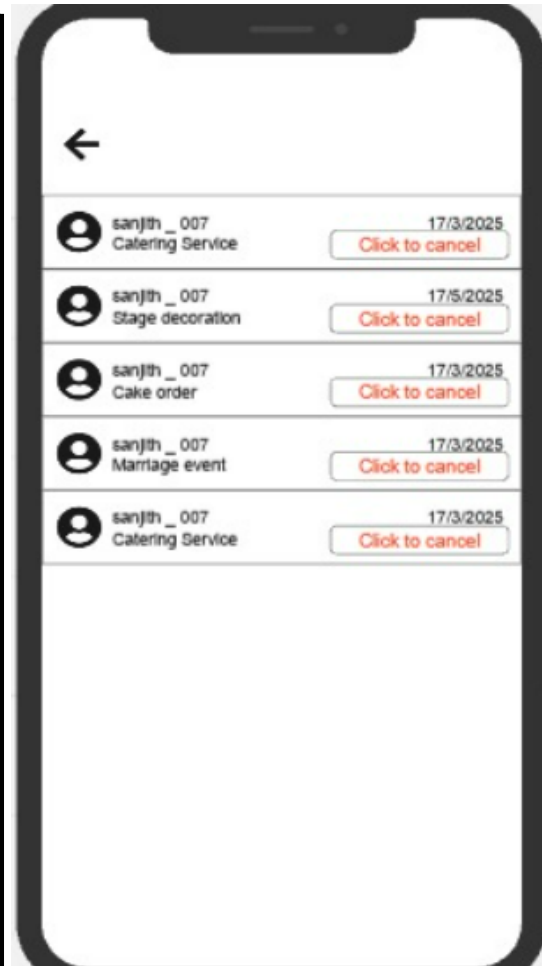 sanjith _ 007
17/3/2025
Catering Service
Click to cancel
sanjith _ 007
17/5/2025
Stage decoration
Click to cancel
sanjith _ 007
17/3/2025
Cake order
Click to cancel
sanjith _ 007
17/3/2025
Marriage event
Click to cancel
sanjith _ 007
17/3/2025
Catering Service
Click to cancel